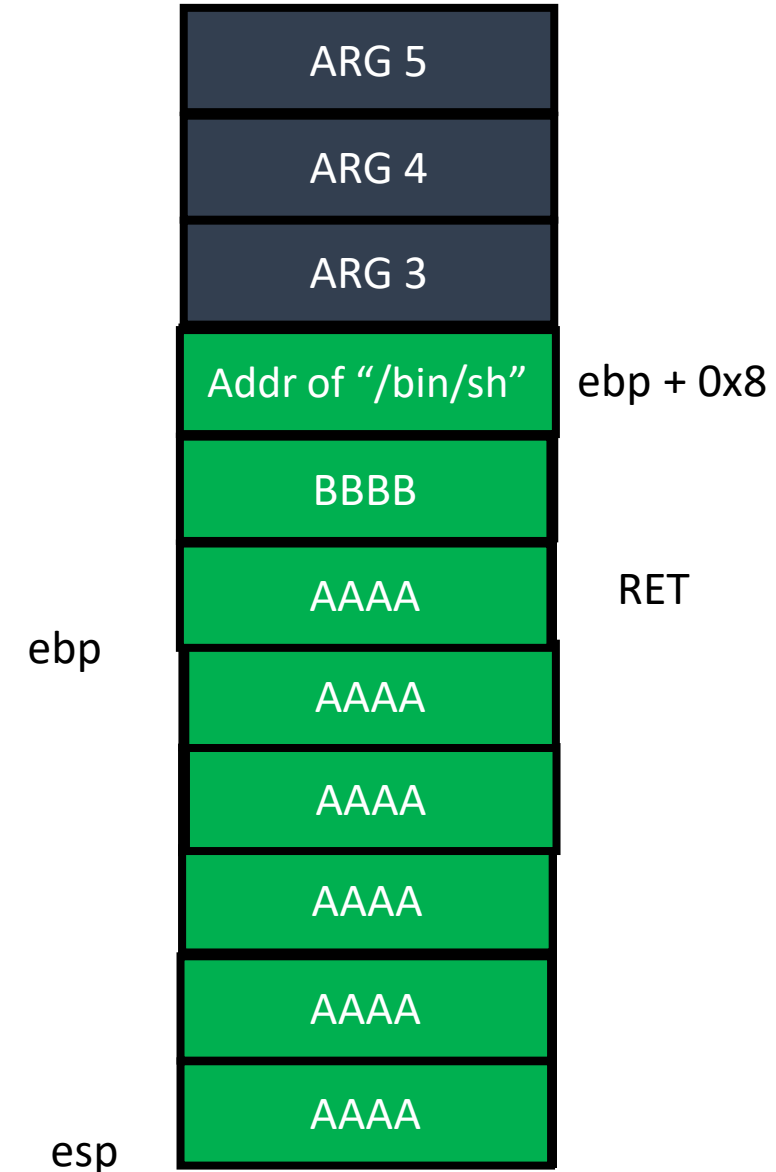 ARG 5
ARG 4
ARG 3
Addr of “/bin/sh” ebp + 0x8
BBBB
AAAA RET
ebp
AAAA
AAAA
AAAA
AAAA
AAAA
esp